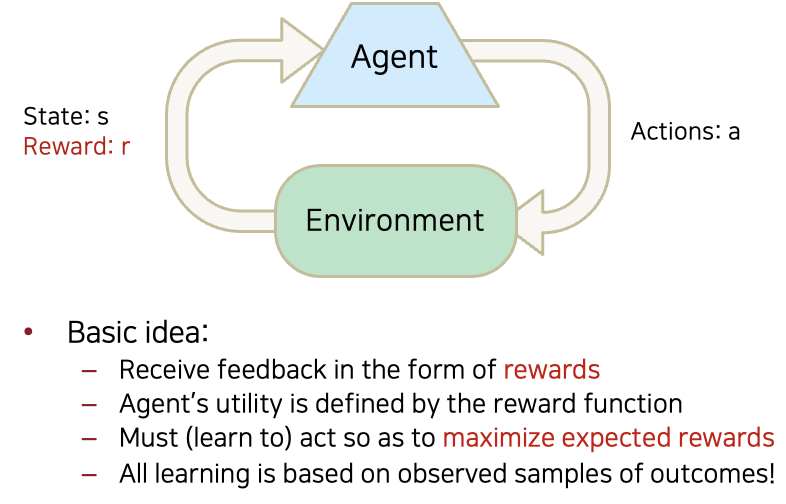 Agent
State: s
Reward: r
Actions: a
Environment
• Basic idea:
– Receive feedback in the form of rewards
– Agent's utility is defined by the reward function
– Must (learn to) act so as to maximize expected rewards
– All learning is based on observed samples of outcomes!